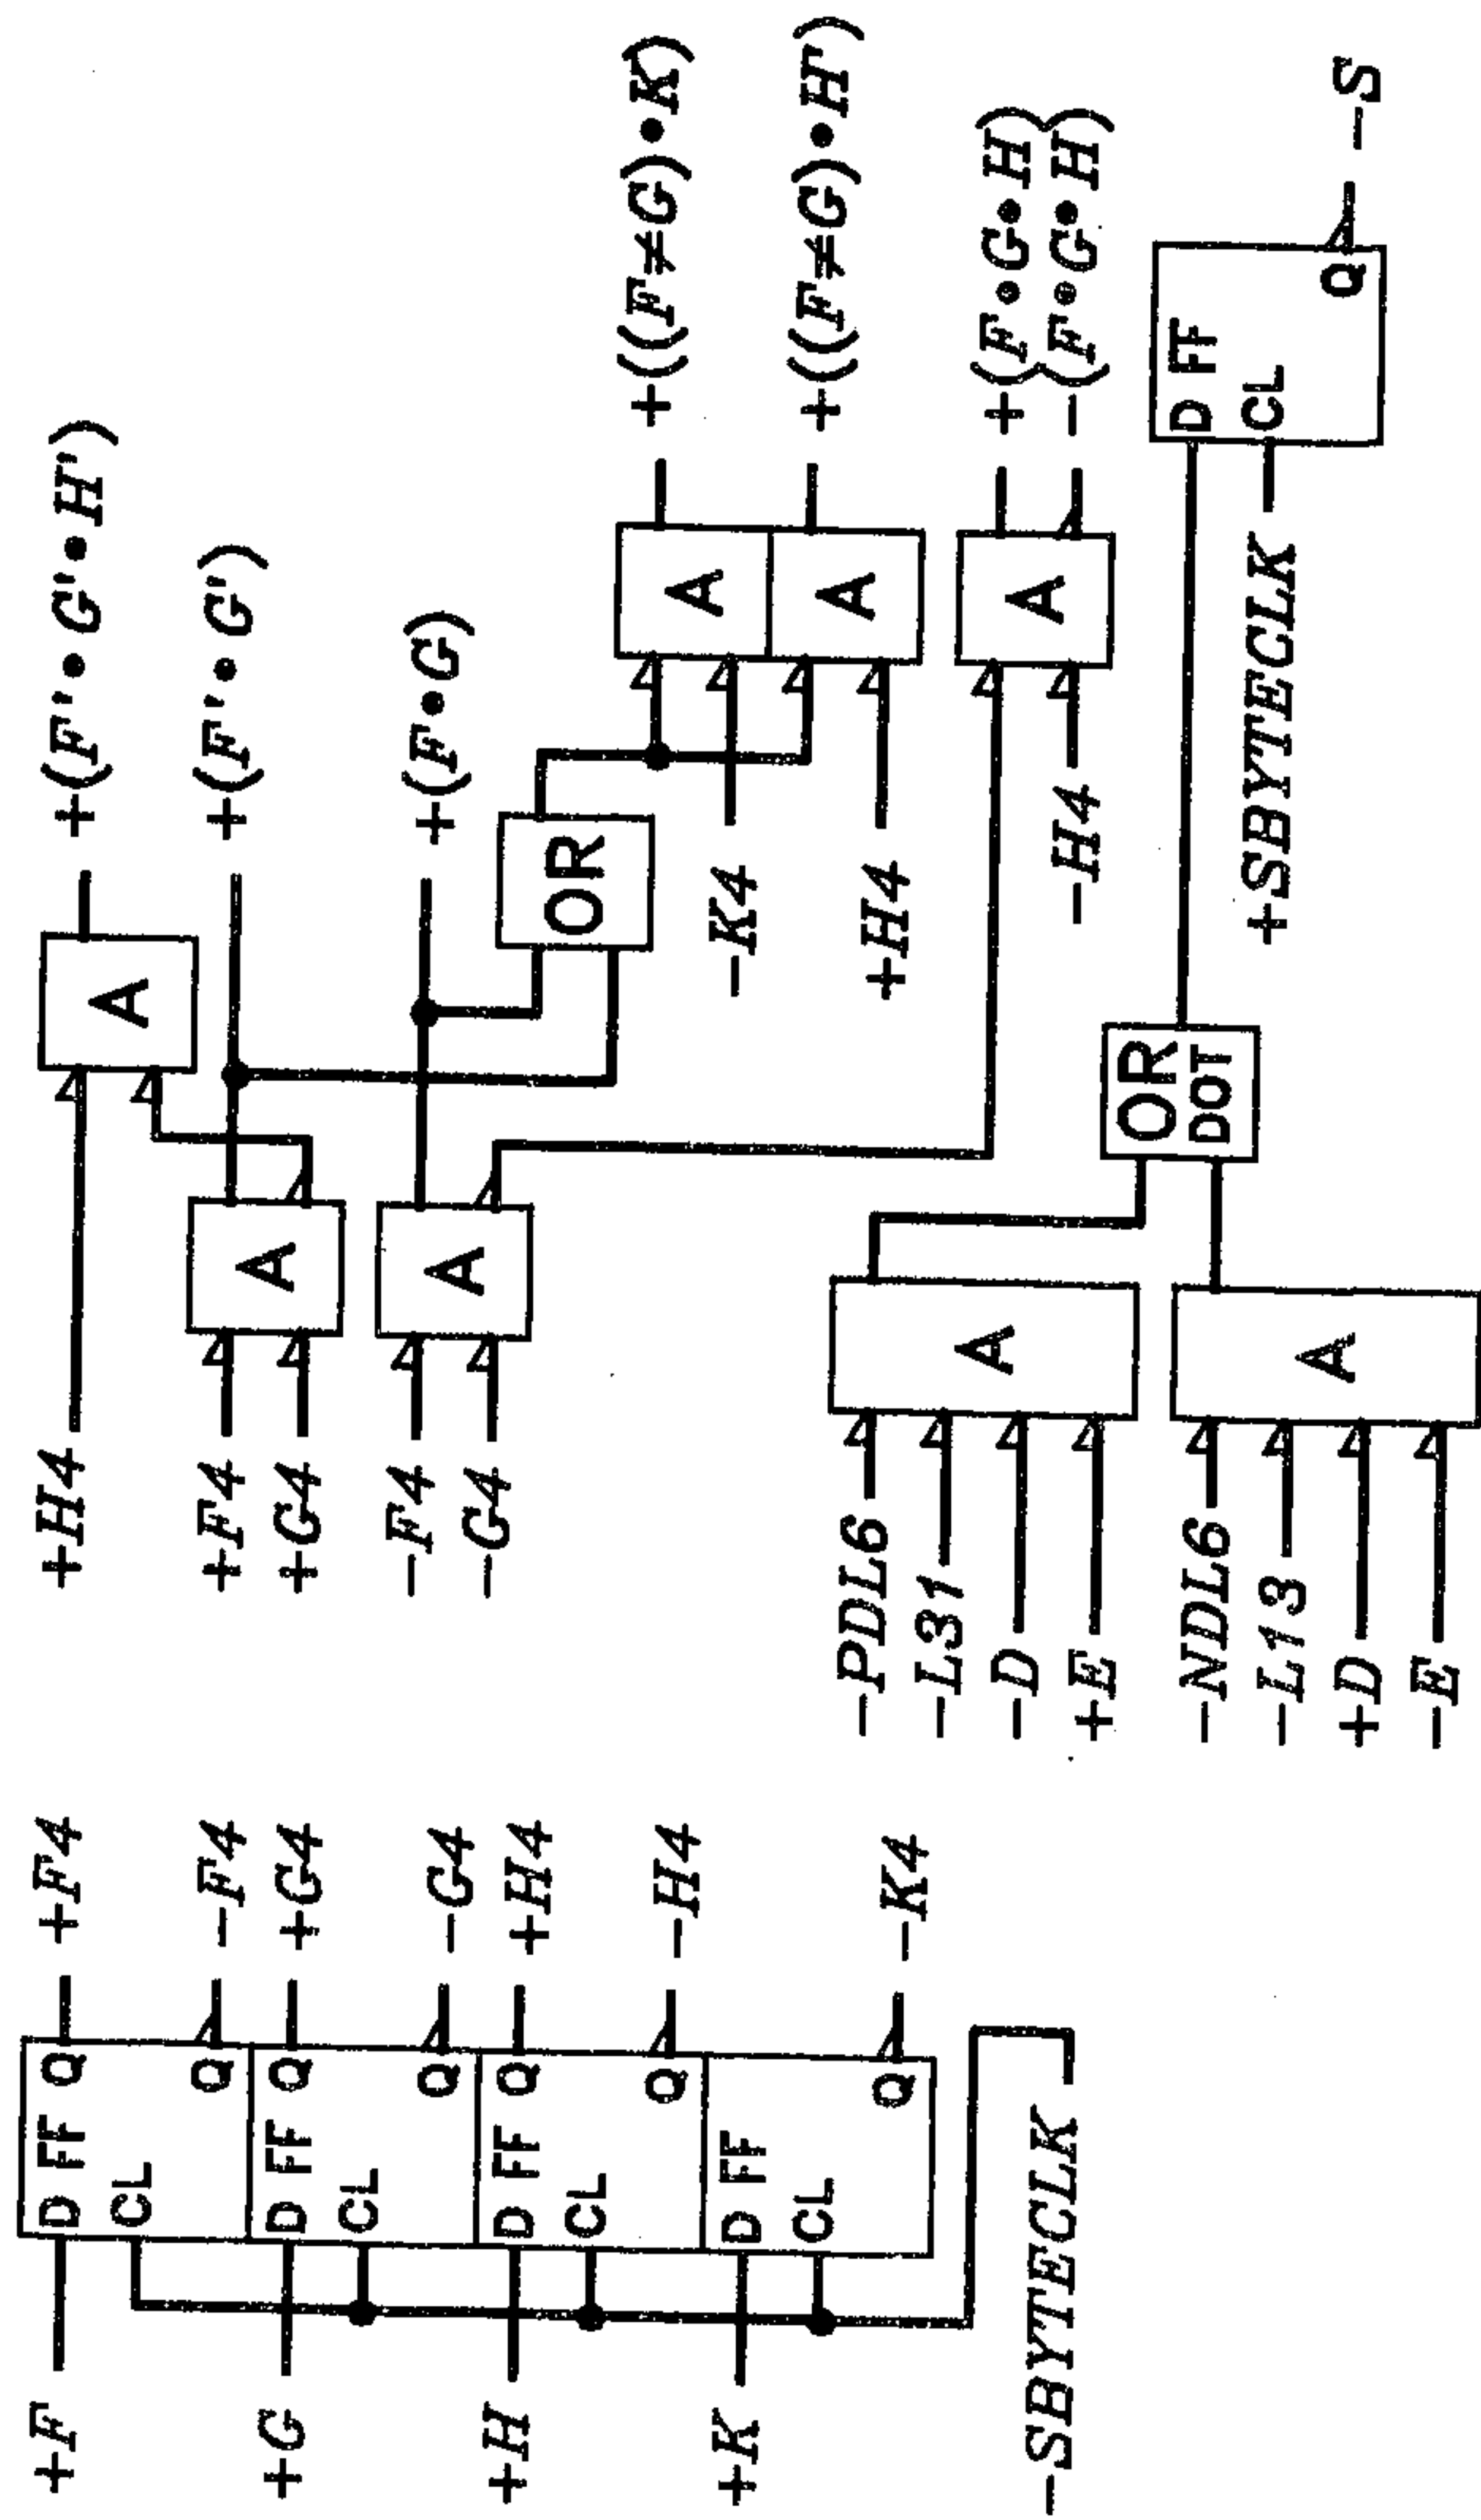 +F D FF Q +F4
CL
Q -F4
+G D FF Q +G4
CL
Q -G4
+H D FF Q +H4
CL
Q -H4
+K D FF
CL
Q -K4
-SBYTECLK
+H4 A +(F'•G'•H')
+F4
+G4 A +(F'•G')
-F4
-G4 A +(F•G)
OR
-K4 A +((F≠G)•K)
+H4 A +((F≠G)•H')
-H4 A +(F•G•H)
-(F•G•H)
-PDL6
-L31
-D
+E
A
-NDL6
-L13
+D
-E
A
OR
DOT
D FF
CL
+SBYTECLK
Q -S